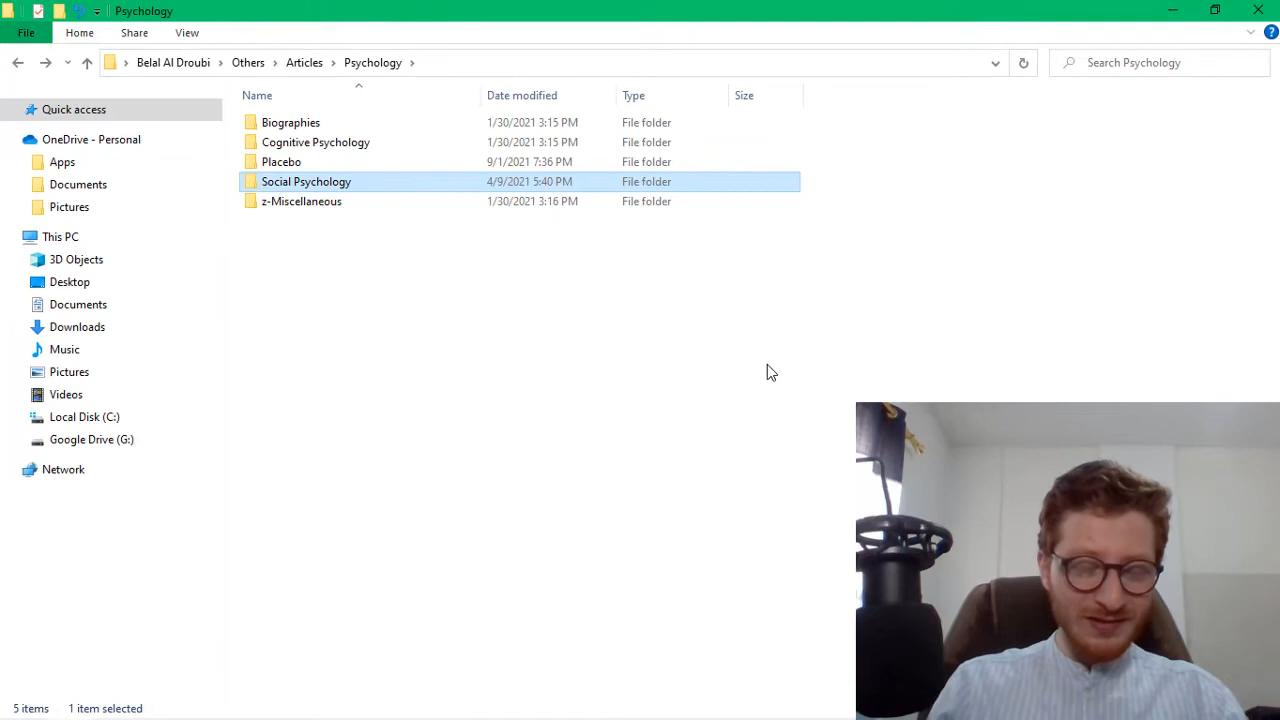 Psychology
File Home Share View
Belal Al Droubi Others Articles Psychology
Search Psychology
Name Date modified Type Size
Quick access
OneDrive - Personal
Apps
Documents
Pictures
This PC
3D Objects
Desktop
Documents
Downloads
Music
Pictures
Videos
Local Disk (C:)
Google Drive (G:)
Network
Biographies 1/30/2021 3:15 PM File folder
Cognitive Psychology 1/30/2021 3:15 PM File folder
Placebo 9/1/2021 7:36 PM File folder
Social Psychology 4/9/2021 5:40 PM File folder
z-Miscellaneous 1/30/2021 3:16 PM File folder
5 items 1 item selected